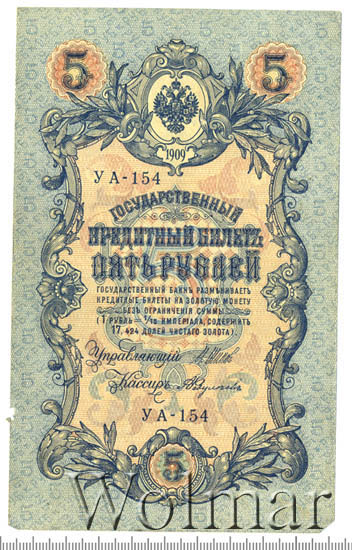 5 5
1909
УА-154
ГОСУДАРСТВЕННЫЙ
КРЕДИТНЫЙ БИЛЕТЪ
ПЯТЬ РУБЛЕЙ
ГОСУДАРСТВЕННЫЙ БАНКЪ РАЗМѢНИВАЕТЪ
КРЕДИТНЫЕ БИЛЕТЫ НА ЗОЛОТУЮ МОНЕТУ
БЕЗЪ ОГРАНИЧЕНІЯ СУММЫ
(1 РУБЛЬ = 1/15 ИМПЕРІАЛА, СОДЕРЖИТЪ
17,424 ДОЛЕЙ ЧИСТАГО ЗОЛОТА).
Управляющій
Кассиръ
УА-154
5
Wolmar